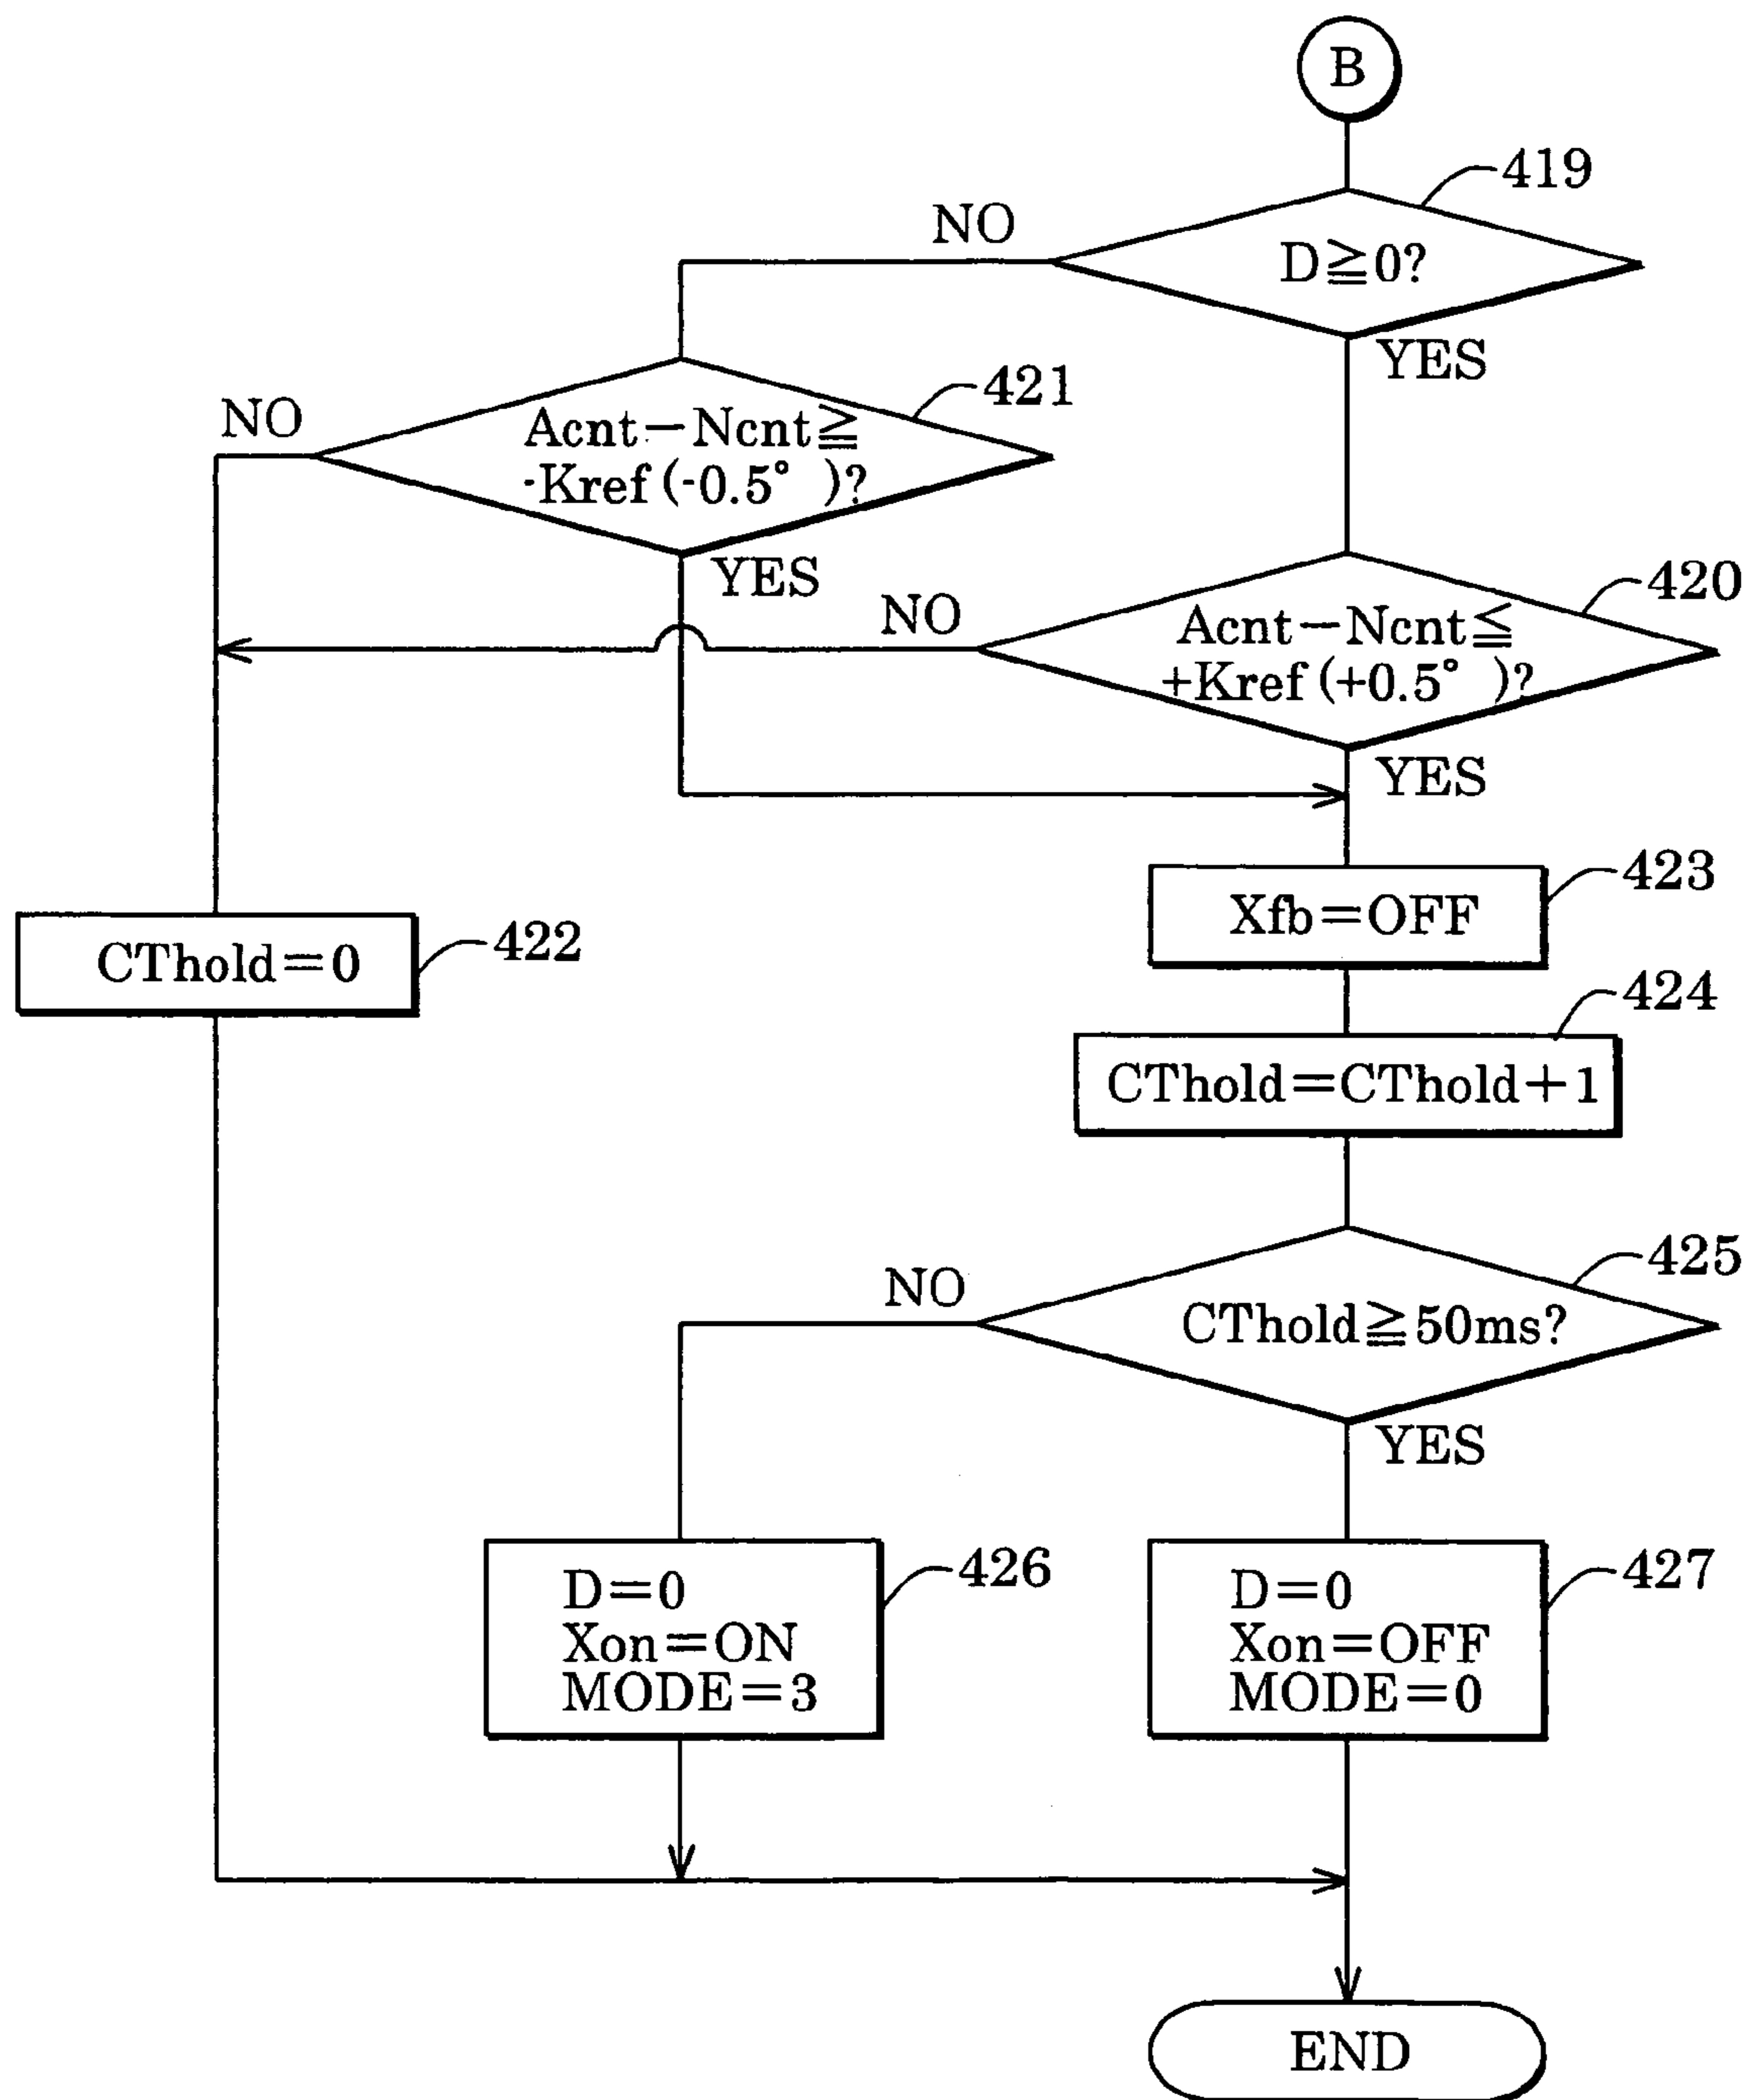 B
419
NO
D≧0?
YES
421
NO
Acnt−Ncnt≧
-Kref(-0.5° )?
YES
420
NO
Acnt−Ncnt≦
+Kref(+0.5° )?
YES
423
Xfb=OFF
422
CThold=0
424
CThold=CThold+1
425
NO
CThold≧50ms?
YES
426
D=0
Xon=ON
MODE=3
427
D=0
Xon=OFF
MODE=0
END